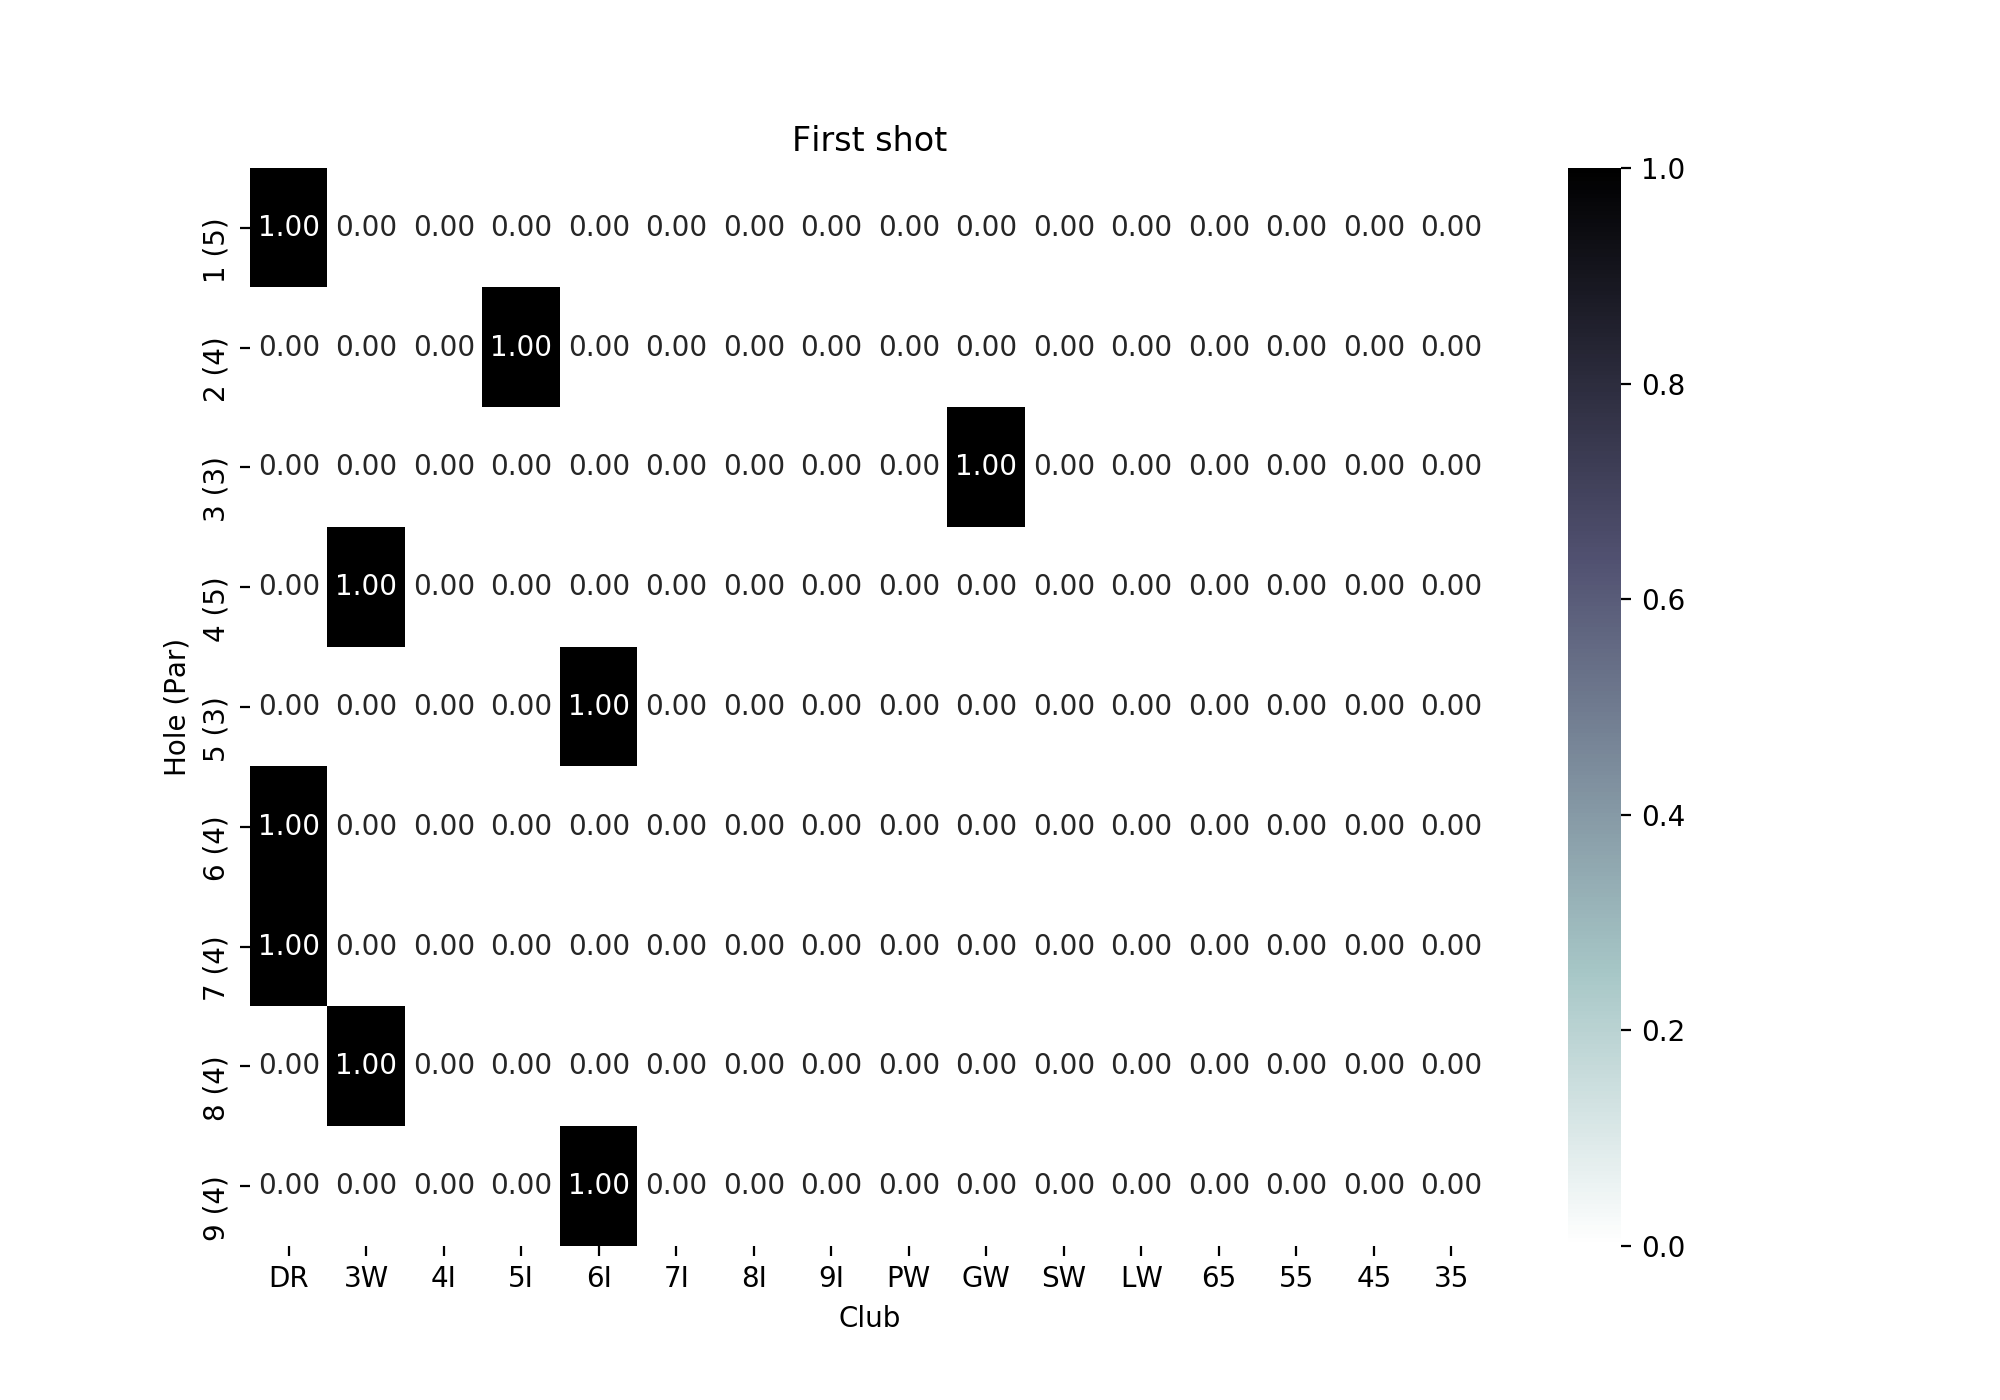 First shot
1 (5) 1.00 0.00 0.00 0.00 0.00 0.00 0.00 0.00 0.00 0.00 0.00 0.00 0.00 0.00 0.00 0.00
2 (4) 0.00 0.00 0.00 1.00 0.00 0.00 0.00 0.00 0.00 0.00 0.00 0.00 0.00 0.00 0.00 0.00
3 (3) 0.00 0.00 0.00 0.00 0.00 0.00 0.00 0.00 0.00 1.00 0.00 0.00 0.00 0.00 0.00 0.00
4 (5) 0.00 1.00 0.00 0.00 0.00 0.00 0.00 0.00 0.00 0.00 0.00 0.00 0.00 0.00 0.00 0.00
5 (3) 0.00 0.00 0.00 0.00 1.00 0.00 0.00 0.00 0.00 0.00 0.00 0.00 0.00 0.00 0.00 0.00
6 (4) 1.00 0.00 0.00 0.00 0.00 0.00 0.00 0.00 0.00 0.00 0.00 0.00 0.00 0.00 0.00 0.00
7 (4) 1.00 0.00 0.00 0.00 0.00 0.00 0.00 0.00 0.00 0.00 0.00 0.00 0.00 0.00 0.00 0.00
8 (4) 0.00 1.00 0.00 0.00 0.00 0.00 0.00 0.00 0.00 0.00 0.00 0.00 0.00 0.00 0.00 0.00
9 (4) 0.00 0.00 0.00 0.00 1.00 0.00 0.00 0.00 0.00 0.00 0.00 0.00 0.00 0.00 0.00 0.00
DR 3W 4I 5I 6I 7I 8I 9I PW GW SW LW 65 55 45 35
Club
Hole (Par)
1.0
0.8
0.6
0.4
0.2
0.0